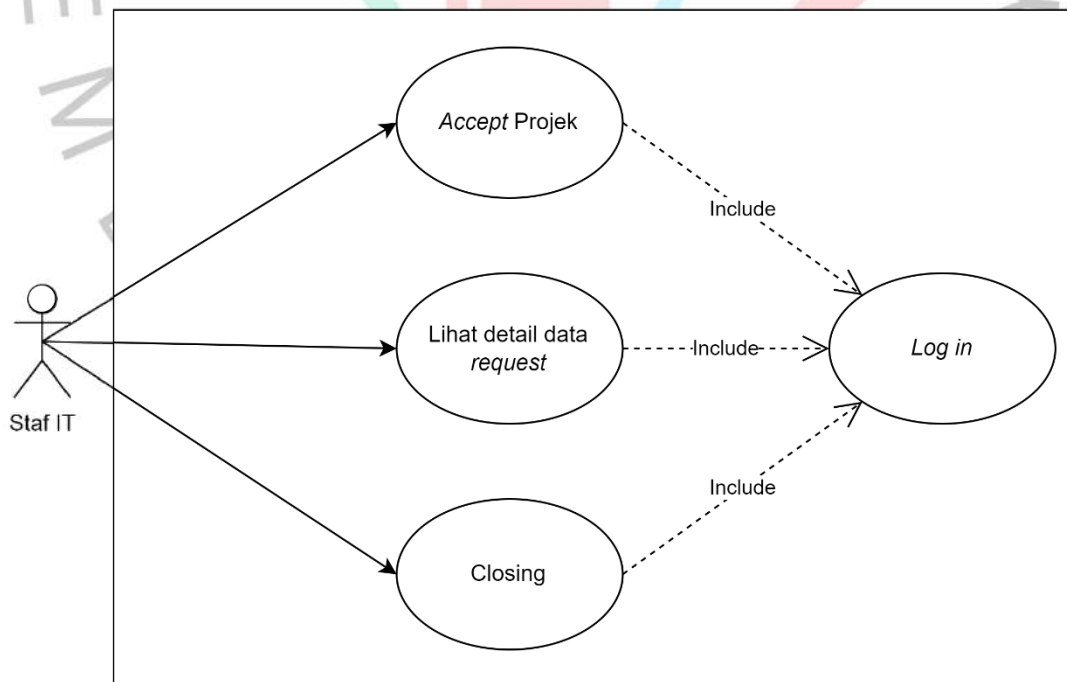 Accept Projek
Include
Lihat detail data
request
Include
Log in
Staf IT
Include
Closing